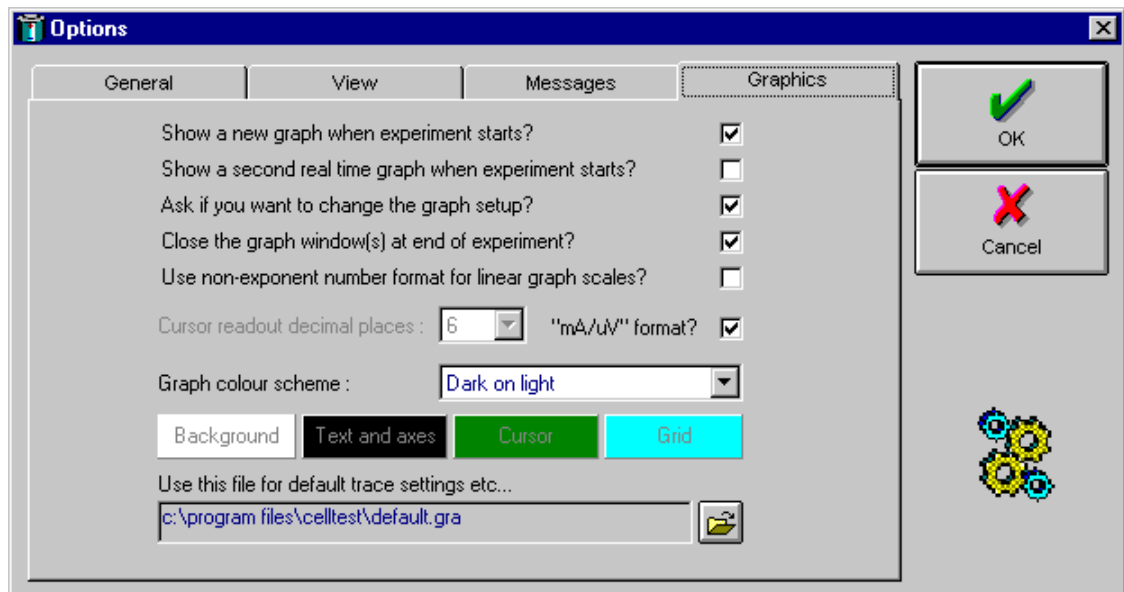 Options
General View Messages Graphics
Show a new graph when experiment starts?
OK
Show a second real time graph when experiment starts?
Ask if you want to change the graph setup?
Close the graph window(s) at end of experiment?
Cancel
Use non-exponent number format for linear graph scales?
Cursor readout decimal places : 6 "mA/uV" format?
Graph colour scheme : Dark on light
Background Text and axes Cursor Grid
Use this file for default trace settings etc...
c:\program files\celltest\default.gra